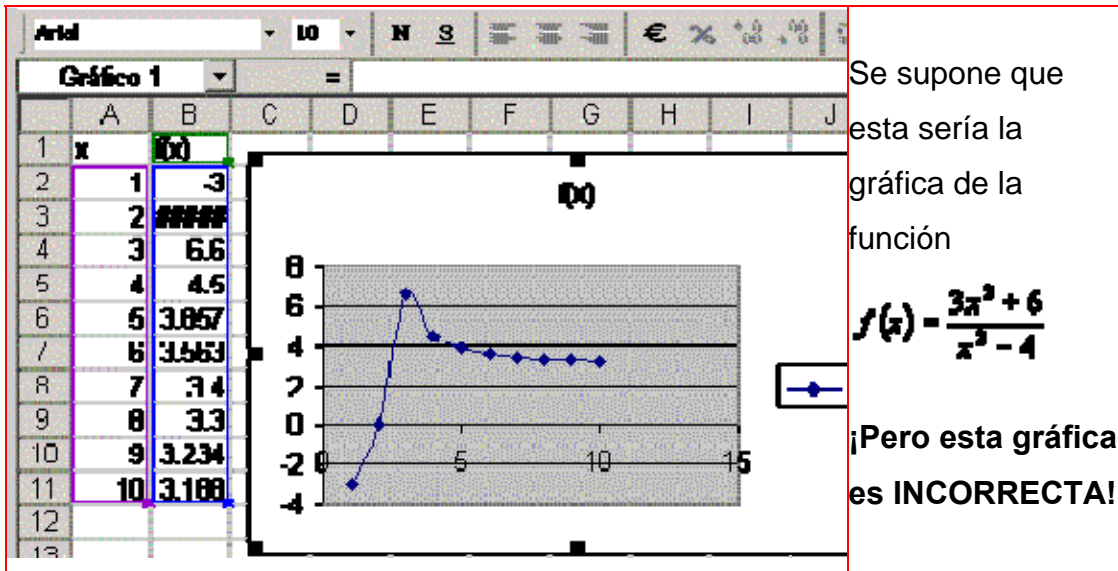 Arial 10 N S € %
Gráfico 1 =
A B C D E F G H I J
1 x f(x)
2 1 -3
3 2 #####
4 3 6.6
5 4 4.5
6 5 3.857
7 6 3.563
8 7 3.4
9 8 3.3
10 9 3.234
11 10 3.188
12
13
f(x)
8
6
4
2
0
-2
-4
0 5 10 15
Se supone que
esta sería la
gráfica de la
función
f(x) = (3x² + 6) / (x² - 4)
¡Pero esta gráfica
es INCORRECTA!